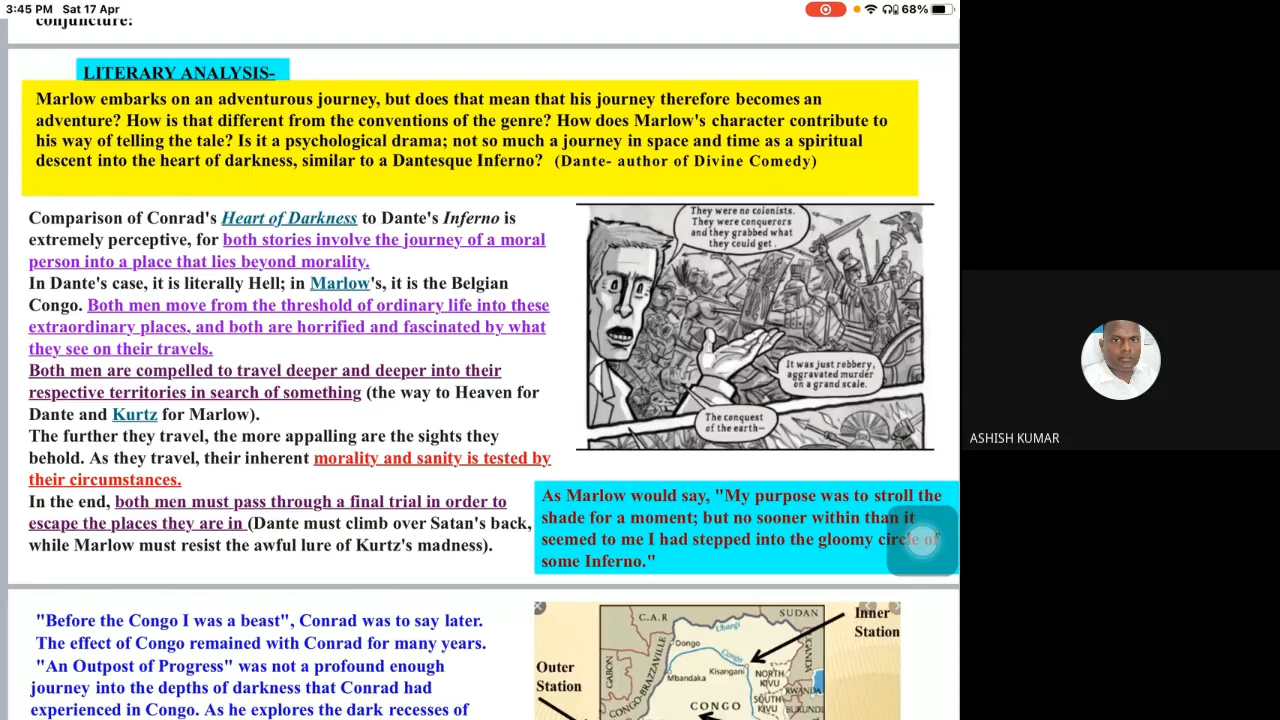 3:45 PM Sat 17 Apr
68%
conjuncture:
LITERARY ANALYSIS-
Marlow embarks on an adventurous journey, but does that mean that his journey therefore becomes an
adventure? How is that different from the conventions of the genre? How does Marlow's character contribute to
his way of telling the tale? Is it a psychological drama; not so much a journey in space and time as a spiritual
descent into the heart of darkness, similar to a Dantesque Inferno? (Dante- author of Divine Comedy)
Comparison of Conrad's Heart of Darkness to Dante's Inferno is
extremely perceptive, for both stories involve the journey of a moral
person into a place that lies beyond morality.
In Dante's case, it is literally Hell; in Marlow's, it is the Belgian
Congo. Both men move from the threshold of ordinary life into these
extraordinary places, and both are horrified and fascinated by what
they see on their travels.
Both men are compelled to travel deeper and deeper into their
respective territories in search of something (the way to Heaven for
Dante and Kurtz for Marlow).
The further they travel, the more appalling are the sights they
behold. As they travel, their inherent morality and sanity is tested by
their circumstances.
In the end, both men must pass through a final trial in order to
escape the places they are in (Dante must climb over Satan's back,
while Marlow must resist the awful lure of Kurtz's madness).
They were no colonists.
They were conquerors
and they grabbed what
they could get.
It was just robbery,
aggravated murder
on a grand scale.
The conquest
of the earth—
As Marlow would say, "My purpose was to stroll the
shade for a moment; but no sooner within than it
seemed to me I had stepped into the gloomy circle of
some Inferno."
"Before the Congo I was a beast", Conrad was to say later.
The effect of Congo remained with Conrad for many years.
"An Outpost of Progress" was not a profound enough
journey into the depths of darkness that Conrad had
experienced in Congo. As he explores the dark recesses of
Outer
Station
Inner
Station
C.A.R
SUDAN
Ubangi
Dongo
Congo
Mbandaka
Kisangani
GABON
CONGO-BRAZZAVILLE
UGANDA
NORTH
KIVU
RWANDA
SOUTH
KIVU
BURUNDI
CONGO
ASHISH KUMAR